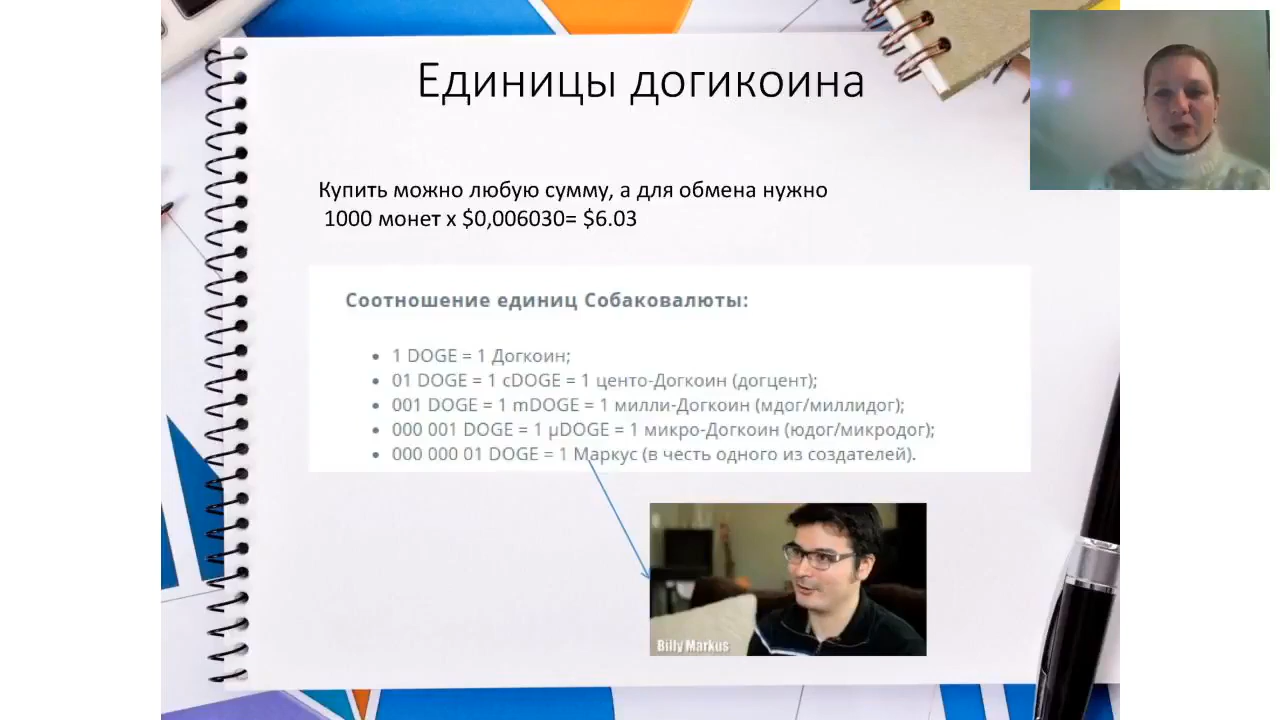 Единицы догикоина
Купить можно любую сумму, а для обмена нужно
1000 монет х $0,006030= $6.03
Соотношение единиц Собаковалюты:
• 1 DOGE = 1 Догкоин;
• 01 DOGE = 1 cDOGE = 1 центо-Догкоин (догцент);
• 001 DOGE = 1 mDOGE = 1 милли-Догкоин (мдог/миллидог);
• 000 001 DOGE = 1 µDOGE = 1 микро-Догкоин (юдог/микродог);
• 000 000 01 DOGE = 1 Маркус (в честь одного из создателей).
Billy Markus